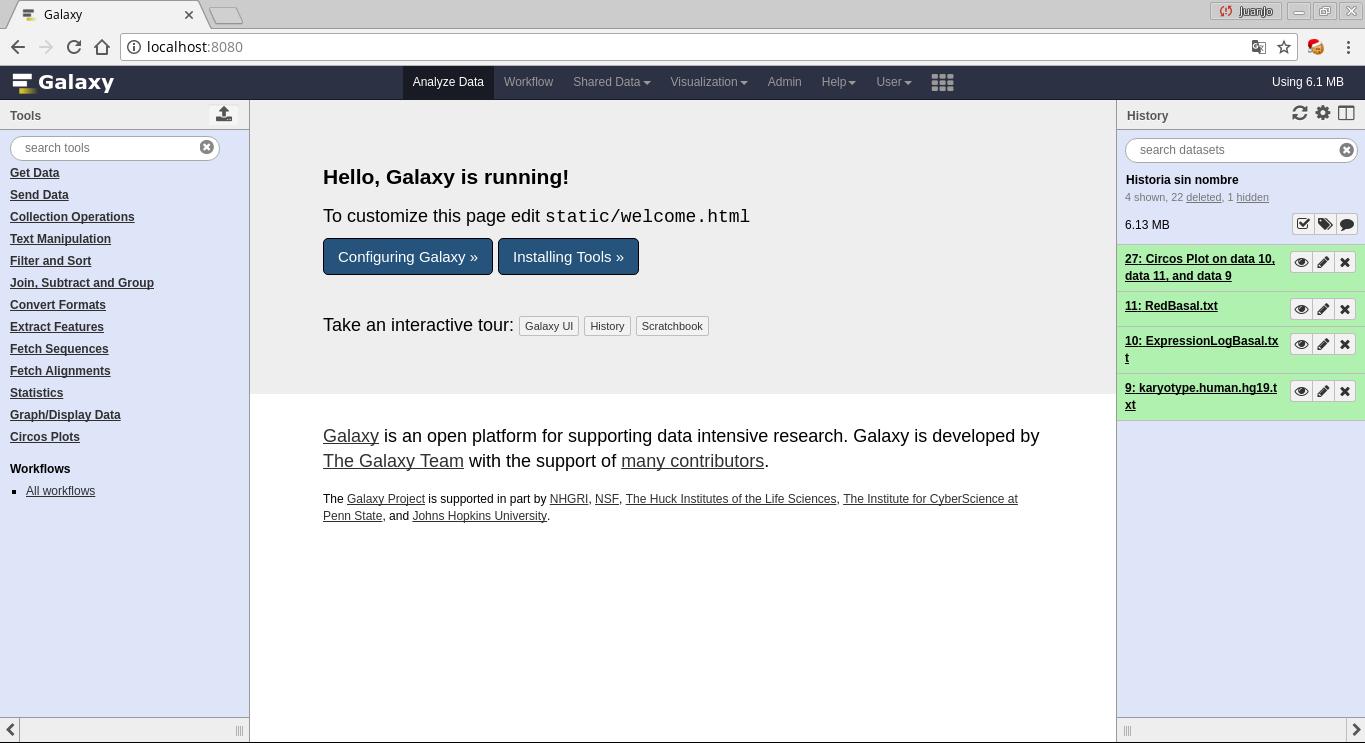 Galaxy
JuanJo
localhost:8080
Galaxy
Analyze Data Workflow Shared Data Visualization Admin Help User
Using 6.1 MB
Tools
search tools
Get Data
Send Data
Collection Operations
Text Manipulation
Filter and Sort
Join, Subtract and Group
Convert Formats
Extract Features
Fetch Sequences
Fetch Alignments
Statistics
Graph/Display Data
Circos Plots
Workflows
All workflows
Hello, Galaxy is running!
To customize this page edit static/welcome.html
Configuring Galaxy » Installing Tools »
Take an interactive tour: Galaxy UI History Scratchbook
Galaxy is an open platform for supporting data intensive research. Galaxy is developed by
The Galaxy Team with the support of many contributors.
The Galaxy Project is supported in part by NHGRI, NSF, The Huck Institutes of the Life Sciences, The Institute for CyberScience at
Penn State, and Johns Hopkins University.
History
search datasets
Historia sin nombre
4 shown, 22 deleted, 1 hidden
6.13 MB
27: Circos Plot on data 10,
data 11, and data 9
11: RedBasal.txt
10: ExpressionLogBasal.tx
t
9: karyotype.human.hg19.t
xt